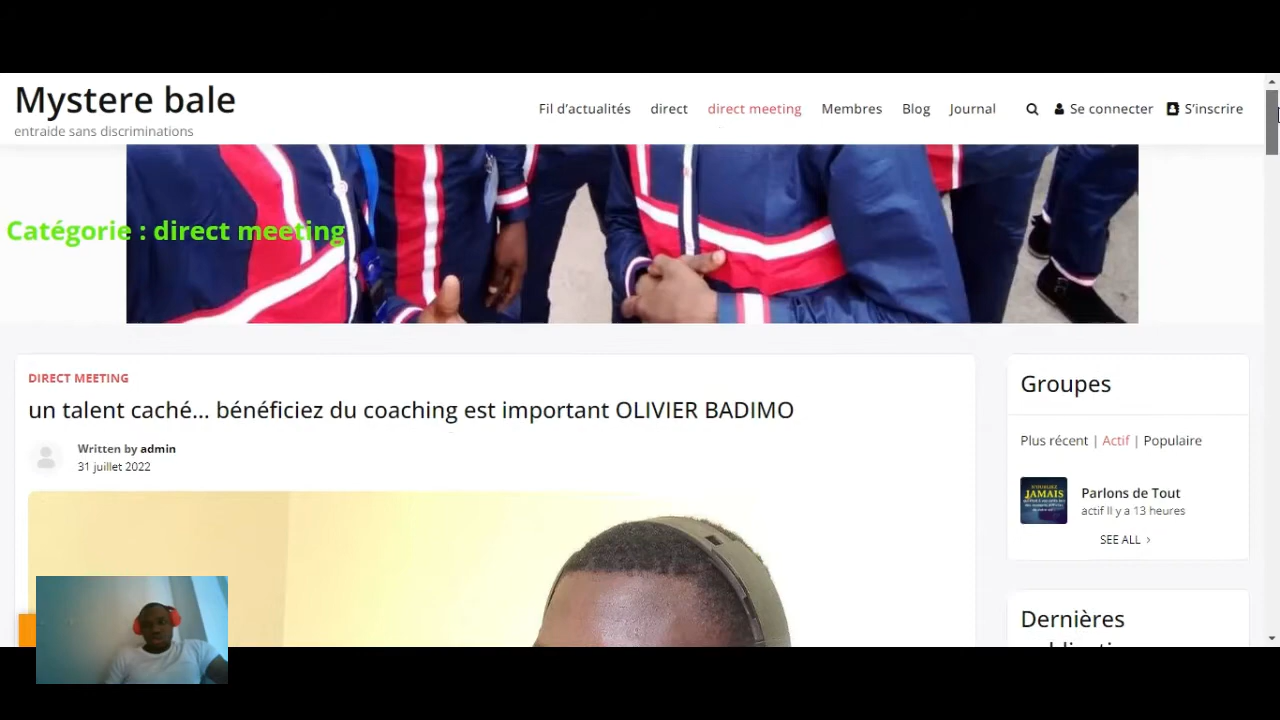 Mystere bale
entraide sans discriminations
Fil d'actualités direct direct meeting Membres Blog Journal Se connecter S'inscrire
Catégorie : direct meeting
DIRECT MEETING
un talent caché... bénéficiez du coaching est important OLIVIER BADIMO
Written by admin
31 juillet 2022
Groupes
Plus récent | Actif | Populaire
JAMAIS
Parlons de Tout
actif Il y a 13 heures
SEE ALL
Dernières